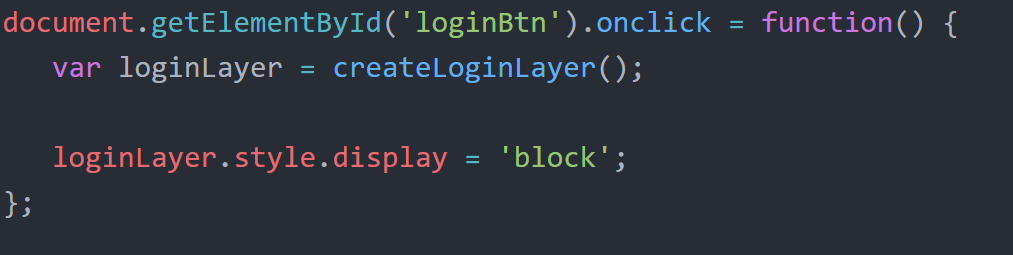 document.getElementById('loginBtn').onclick = function() {
   var loginLayer = createLoginLayer();

   loginLayer.style.display = 'block';
};